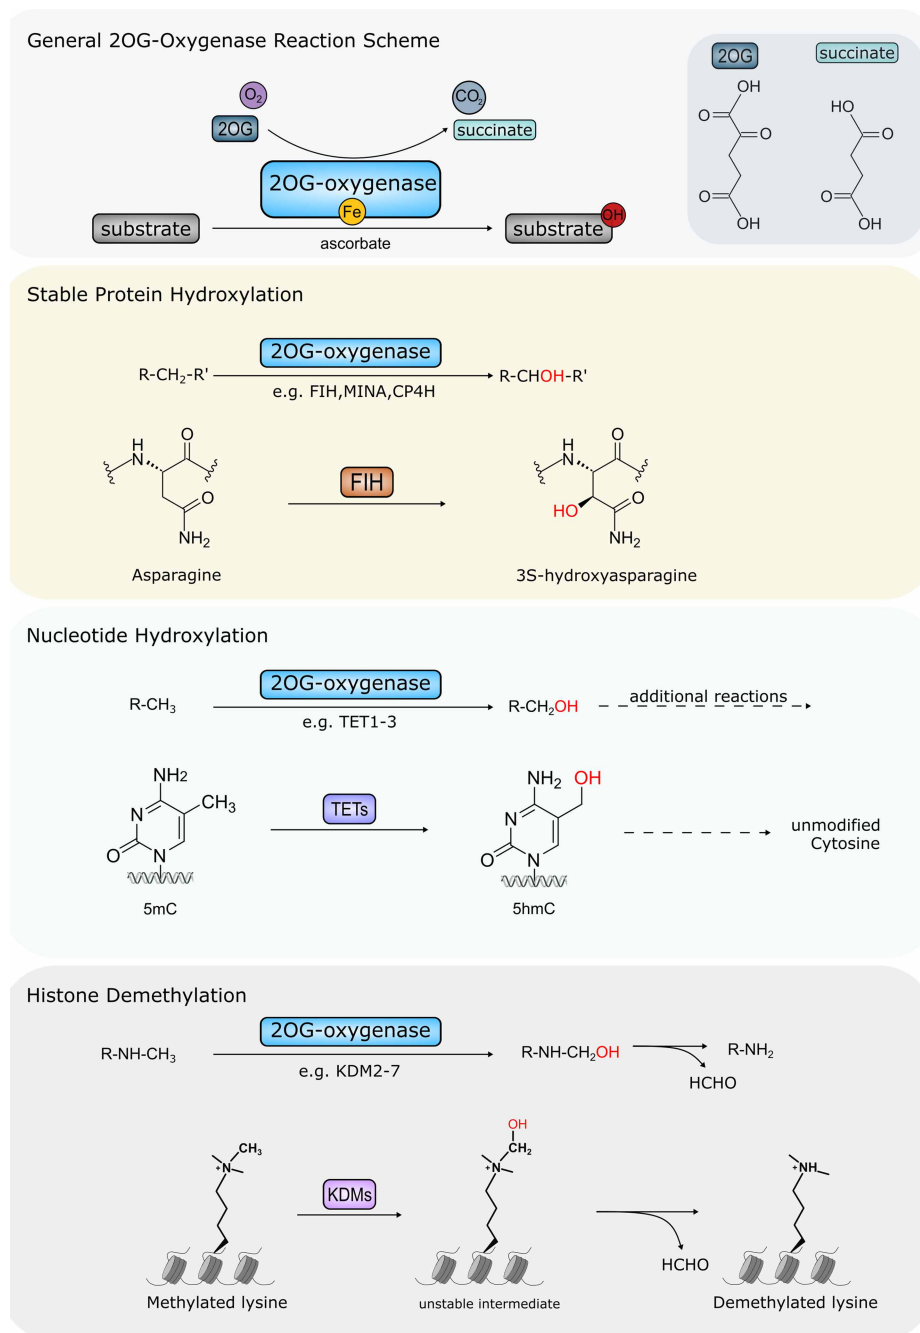 General 2OG-Oxygenase Reaction Scheme
O2
2OG
CO2
succinate
2OG-oxygenase
Fe
substrate
ascorbate
substrate
OH
2OG
OH
O
O
O
OH
succinate
HO
O
O
OH
Stable Protein Hydroxylation
R-CH2-R'
2OG-oxygenase
e.g. FIH,MINA,CP4H
R-CHOH-R'
H
N
O
O
NH2
Asparagine
FIH
H
N
O
HO
O
NH2
3S-hydroxyasparagine
Nucleotide Hydroxylation
R-CH3
2OG-oxygenase
e.g. TET1-3
R-CH2OH
additional reactions
NH2
CH3
N
O
N
5mC
TETs
NH2
OH
N
O
N
5hmC
unmodified
Cytosine
Histone Demethylation
R-NH-CH3
2OG-oxygenase
e.g. KDM2-7
R-NH-CH2OH
R-NH2
HCHO
CH3
+N
Methylated lysine
KDMs
OH
CH2
+N
unstable intermediate
HCHO
+NH
Demethylated lysine